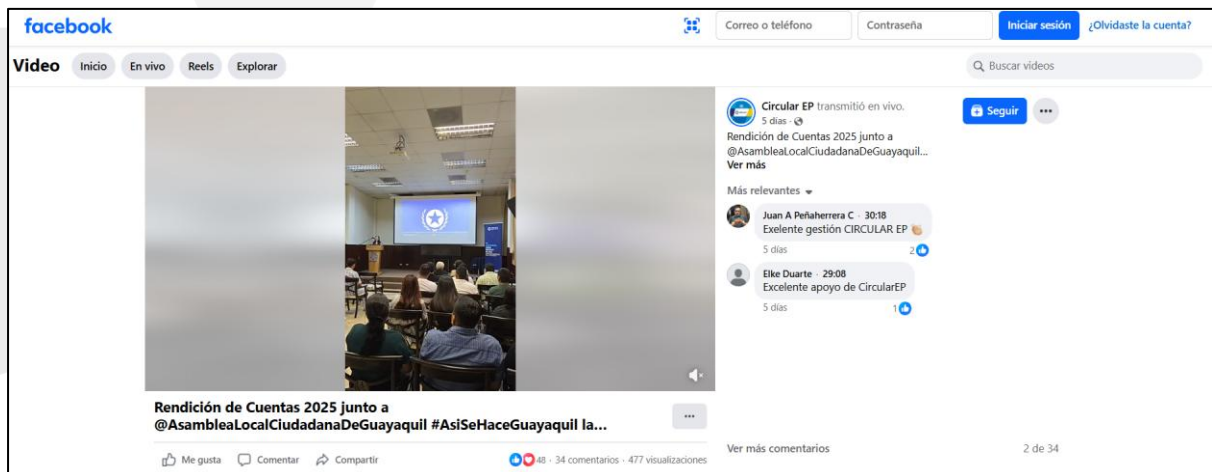 facebook
Correo o teléfono
Contraseña
Iniciar sesión
¿Olvidaste la cuenta?
Video
Inicio
En vivo
Reels
Explorar
Buscar videos
Circular EP transmitió en vivo.
5 días
Seguir
Rendición de Cuentas 2025 junto a
@AsambleaLocalCiudadanaDeGuayaquil...
Ver más
Más relevantes
Juan A Peñaherrera C · 30:18
Exelente gestión CIRCULAR EP
5 días
2
Elke Duarte · 29:08
Excelente apoyo de CircularEP
5 días
1
Rendición de Cuentas 2025 junto a
@AsambleaLocalCiudadanaDeGuayaquil #AsiSeHaceGuayaquil la...
Me gusta
Comentar
Compartir
48 · 34 comentarios · 477 visualizaciones
Ver más comentarios
2 de 34